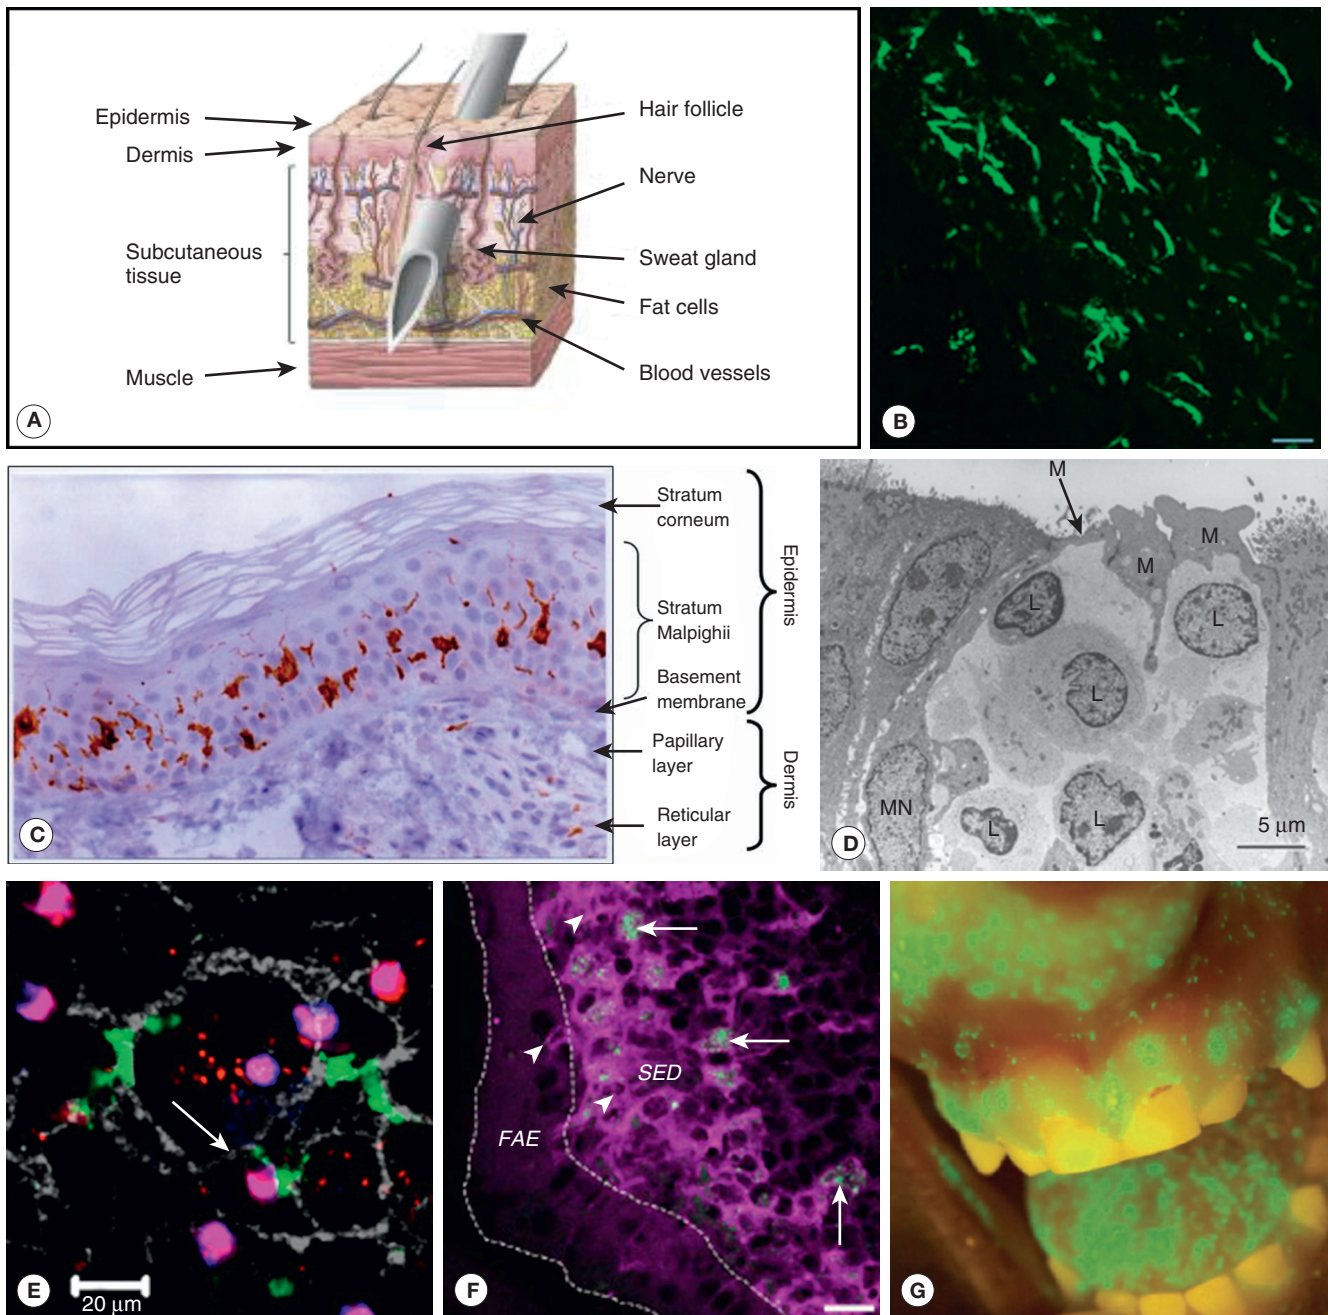 Epidermis
Dermis
Subcutaneous
tissue
Muscle
Hair follicle
Nerve
Sweat gland
Fat cells
Blood vessels
A
B
Stratum
corneum
Stratum
Malpighii
Basement
membrane
Papillary
layer
Reticular
layer
Epidermis
Dermis
C
M
M
M
L
L
L
L
L
MN
5 µm
D
E
20 µm
SED
FAE
F
G